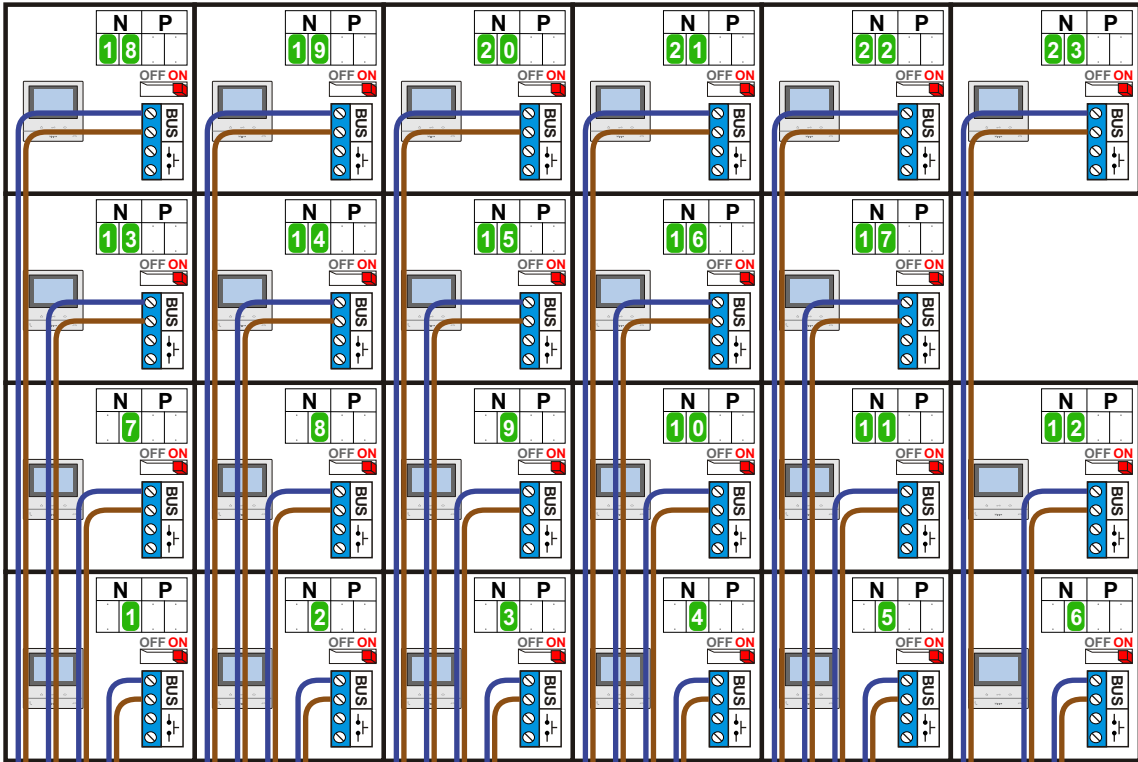 N P N P N P N P N P N P
18 19 20 21 22 23
OFF ON OFF ON OFF ON OFF ON OFF ON OFF ON
BUS BUS BUS BUS BUS BUS
N P N P N P N P N P
13 14 15 16 17
OFF ON OFF ON OFF ON OFF ON OFF ON
BUS BUS BUS BUS BUS
N P N P N P N P N P N P
7 8 9 10 11 12
OFF ON OFF ON OFF ON OFF ON OFF ON OFF ON
BUS BUS BUS BUS BUS BUS
N P N P N P N P N P N P
1 2 3 4 5 6
OFF ON OFF ON OFF ON OFF ON OFF ON OFF ON
BUS BUS BUS BUS BUS BUS